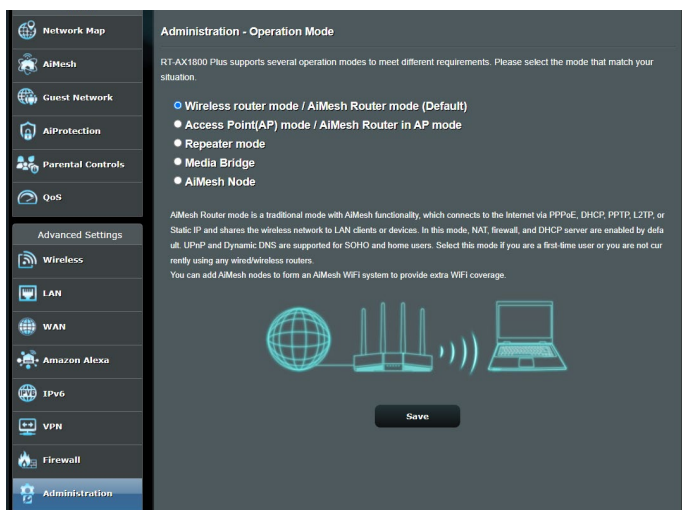 Network Map
AiMesh
Guest Network
AiProtection
Parental Controls
QoS
Advanced Settings
Wireless
LAN
WAN
Amazon Alexa
IPv6
VPN
Firewall
Administration
Administration - Operation Mode
RT-AX1800 Plus supports several operation modes to meet different requirements. Please select the mode that match your
situation.
Wireless router mode / AiMesh Router mode (Default)
Access Point(AP) mode / AiMesh Router in AP mode
Repeater mode
Media Bridge
AiMesh Node
AiMesh Router mode is a traditional mode with AiMesh functionality, which connects to the Internet via PPPoE, DHCP, PPTP, L2TP, or
Static IP and shares the wireless network to LAN clients or devices. In this mode, NAT, firewall, and DHCP server are enabled by defa
ult. UPnP and Dynamic DNS are supported for SOHO and home users. Select this mode if you are a first-time user or you are not cur
rently using any wired/wireless routers.
You can add AiMesh nodes to form an AiMesh WiFi system to provide extra WiFi coverage.
Save